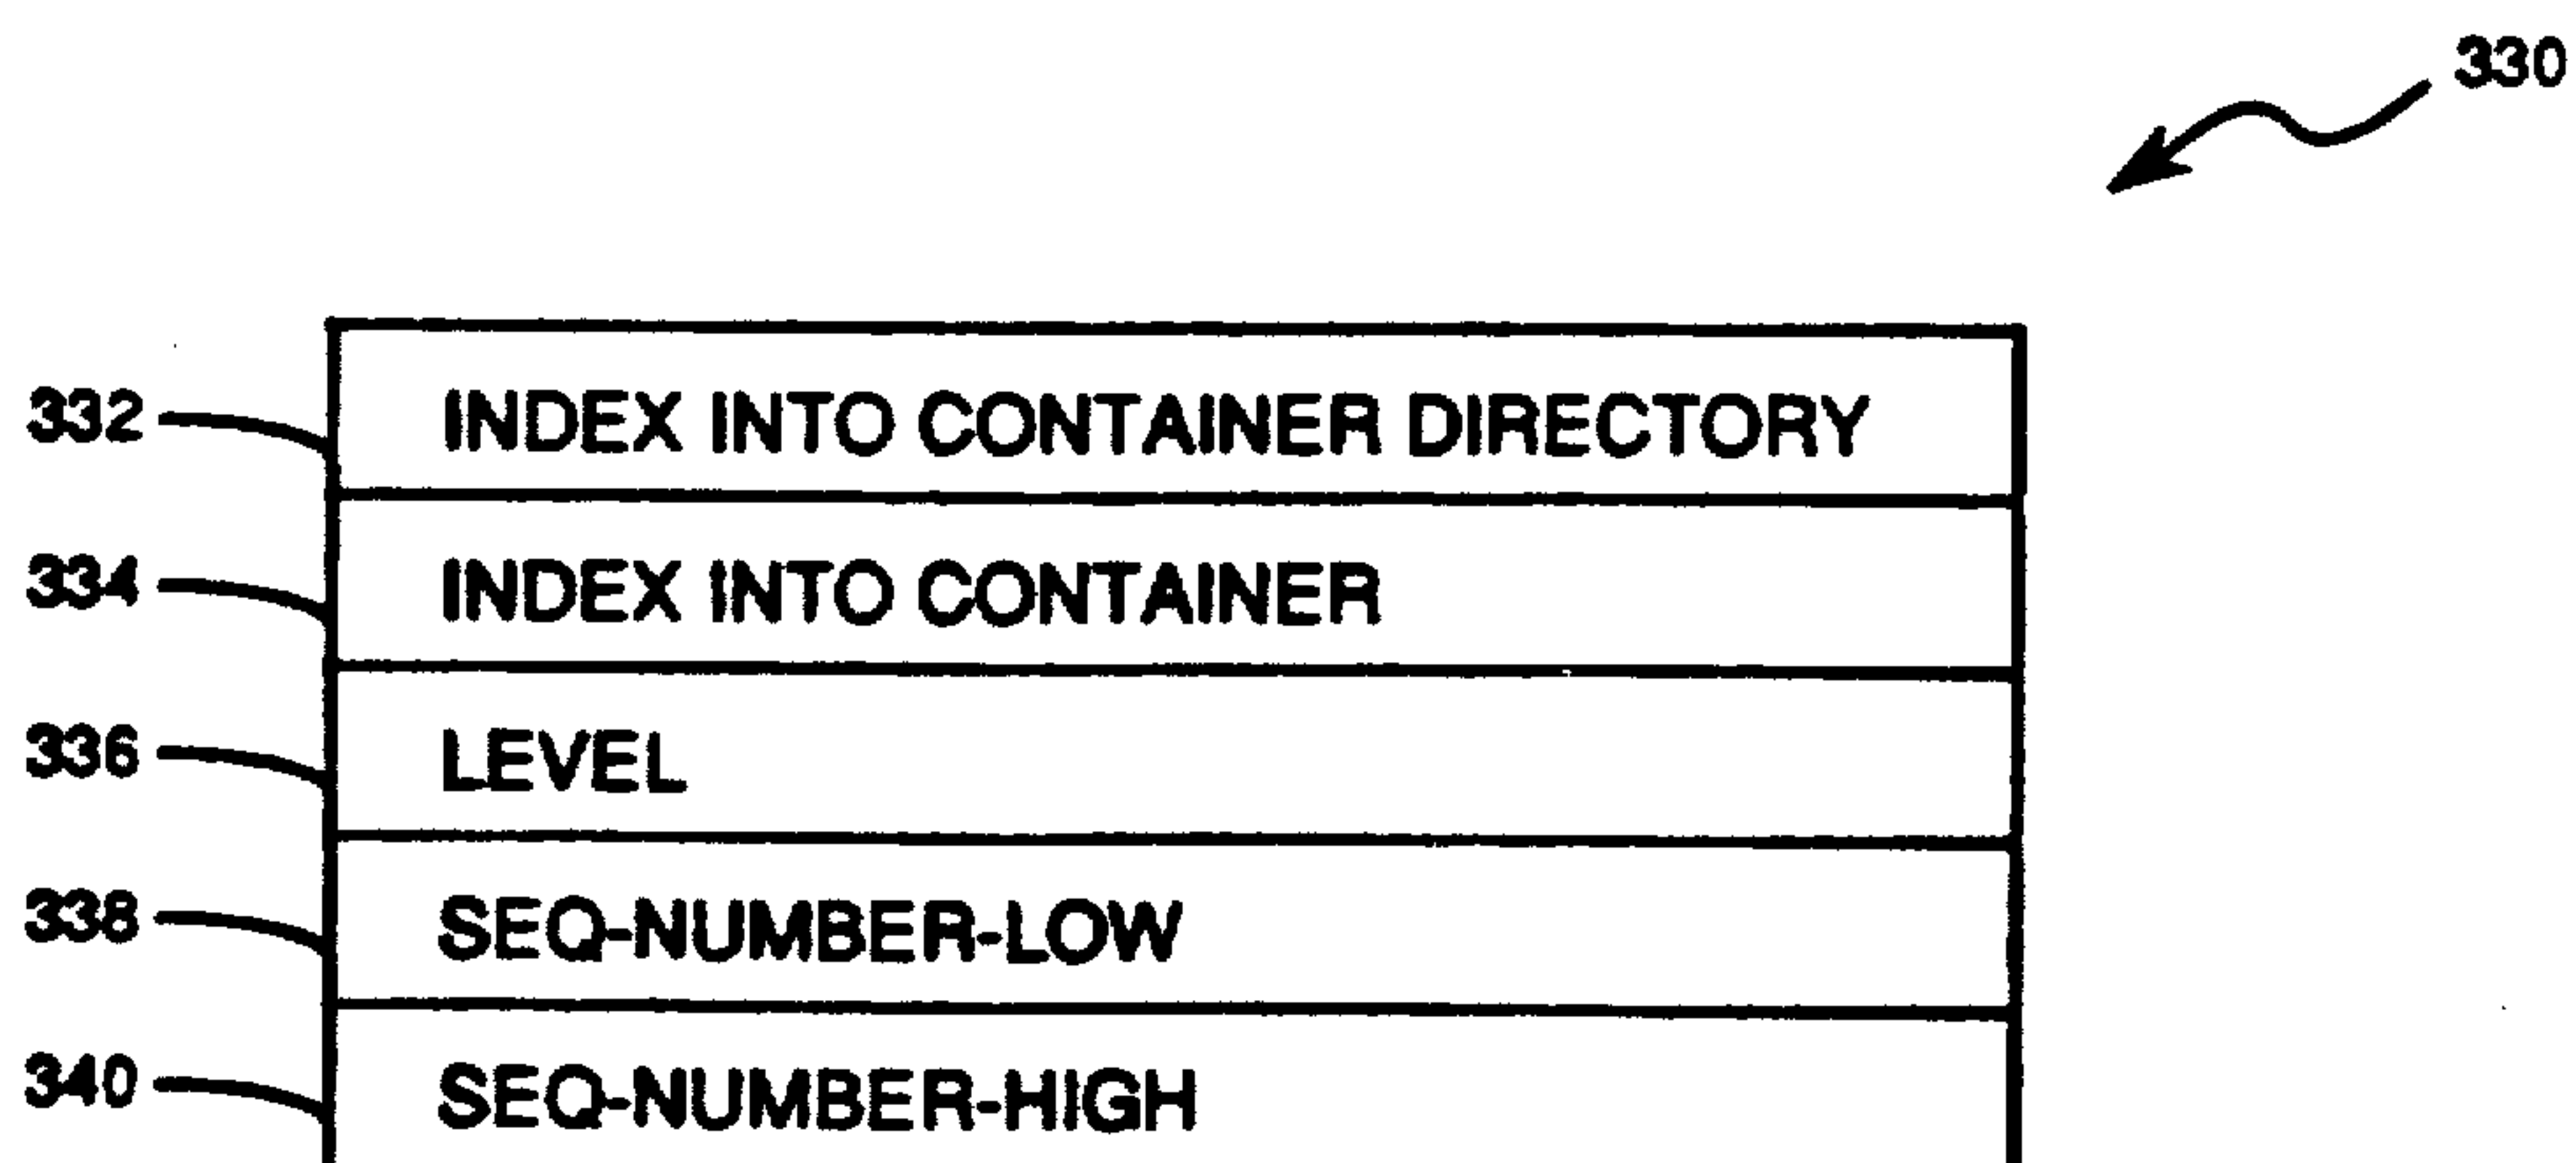 330
332 INDEX INTO CONTAINER DIRECTORY
334 INDEX INTO CONTAINER
336 LEVEL
338 SEQ-NUMBER-LOW
340 SEQ-NUMBER-HIGH